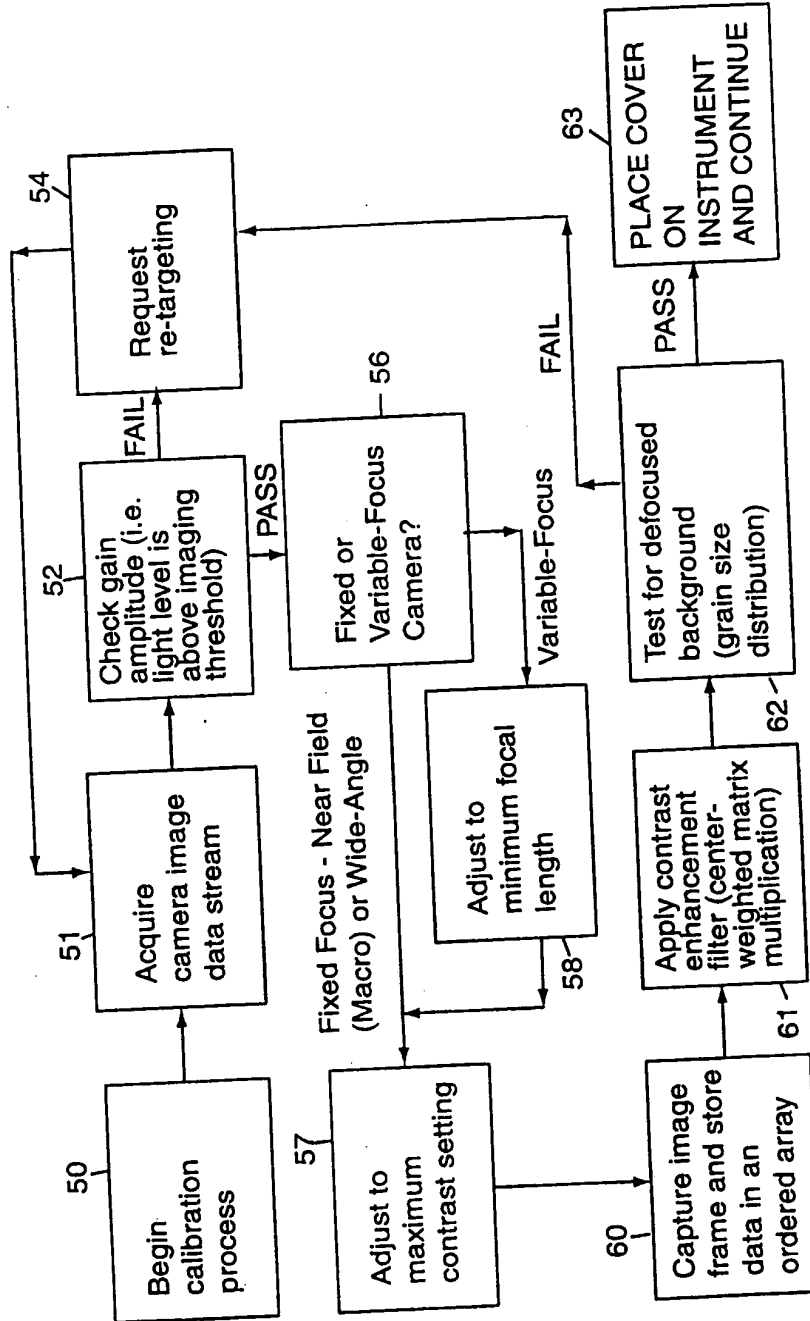 50
Begin
calibration
process
51
Acquire
camera image
data stream
52
Check gain
amplitude (i.e.
light level is
above imaging
threshold)
FAIL
54
Request
re-targeting
PASS
56
Fixed or
Variable-Focus
Camera?
Fixed Focus - Near Field
(Macro) or Wide-Angle
Variable-Focus
57
Adjust to
maximum
contrast setting
Adjust to
minimum focal
length
58
60
Capture image
frame and store
data in an
ordered array
Apply contrast
enhancement
filter (center-
weighted matrix
multiplication)
61
Test for defocused
background
(grain size
distribution)
62
FAIL
PASS
63
PLACE COVER
ON
INSTRUMENT
AND CONTINUE